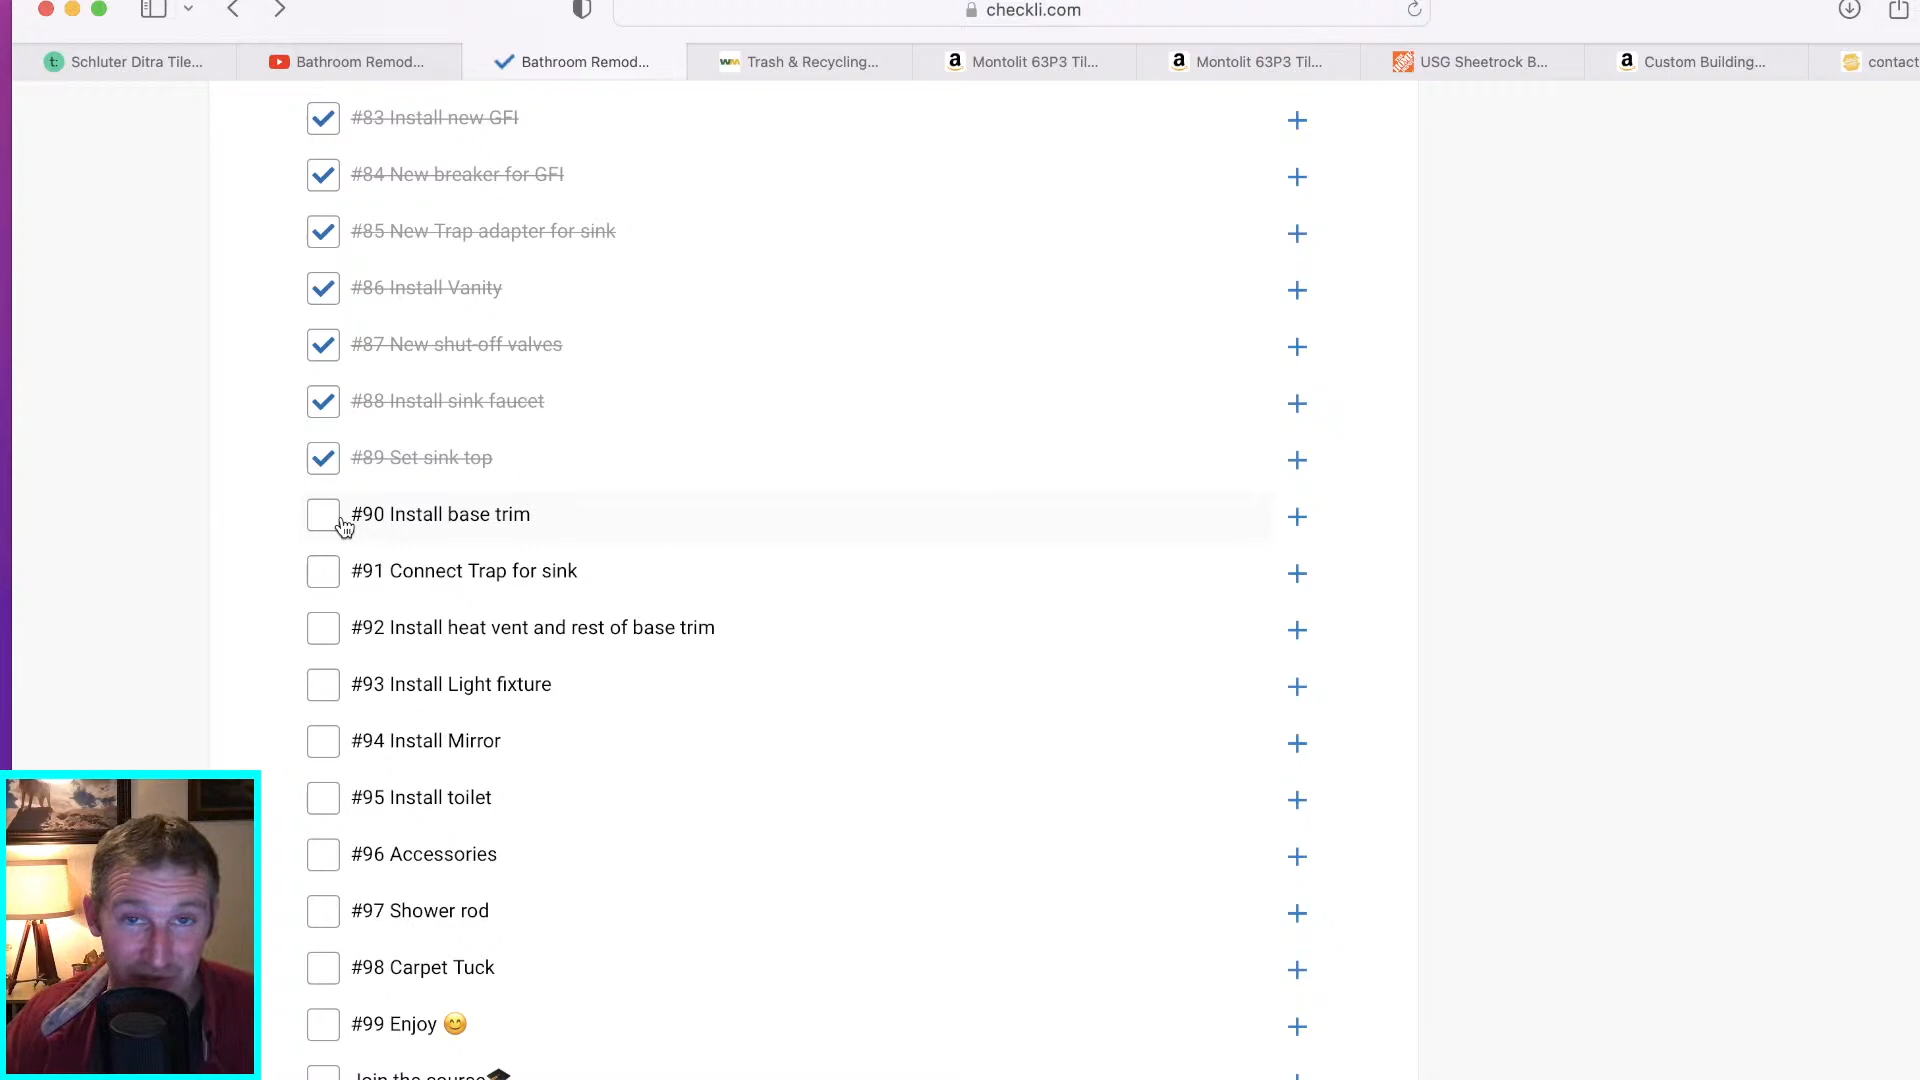 checkli.com
t: Schluter Ditra Tile...
Bathroom Remod...
Bathroom Remod...
WM Trash & Recycling...
a Montolit 63P3 Til...
a Montolit 63P3 Til...
USG Sheetrock B...
a Custom Building...
contact
#83 Install new GFI
#84 New breaker for GFI
#85 New Trap adapter for sink
#86 Install Vanity
#87 New shut-off valves
#88 Install sink faucet
#89 Set sink top
#90 Install base trim
#91 Connect Trap for sink
#92 Install heat vent and rest of base trim
#93 Install Light fixture
#94 Install Mirror
#95 Install toilet
#96 Accessories
#97 Shower rod
#98 Carpet Tuck
#99 Enjoy 😊
Join the course🎓